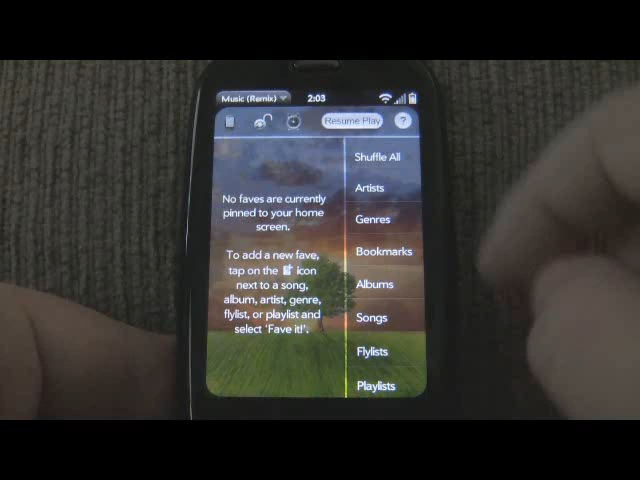 Music (Remix)
2:03
Resume Play
?
No faves are currently
pinned to your home
screen.
To add a new fave,
tap on the icon
next to a song,
album, artist, genre,
flylist, or playlist and
select 'Fave it!'.
Shuffle All
Artists
Genres
Bookmarks
Albums
Songs
Flylists
Playlists